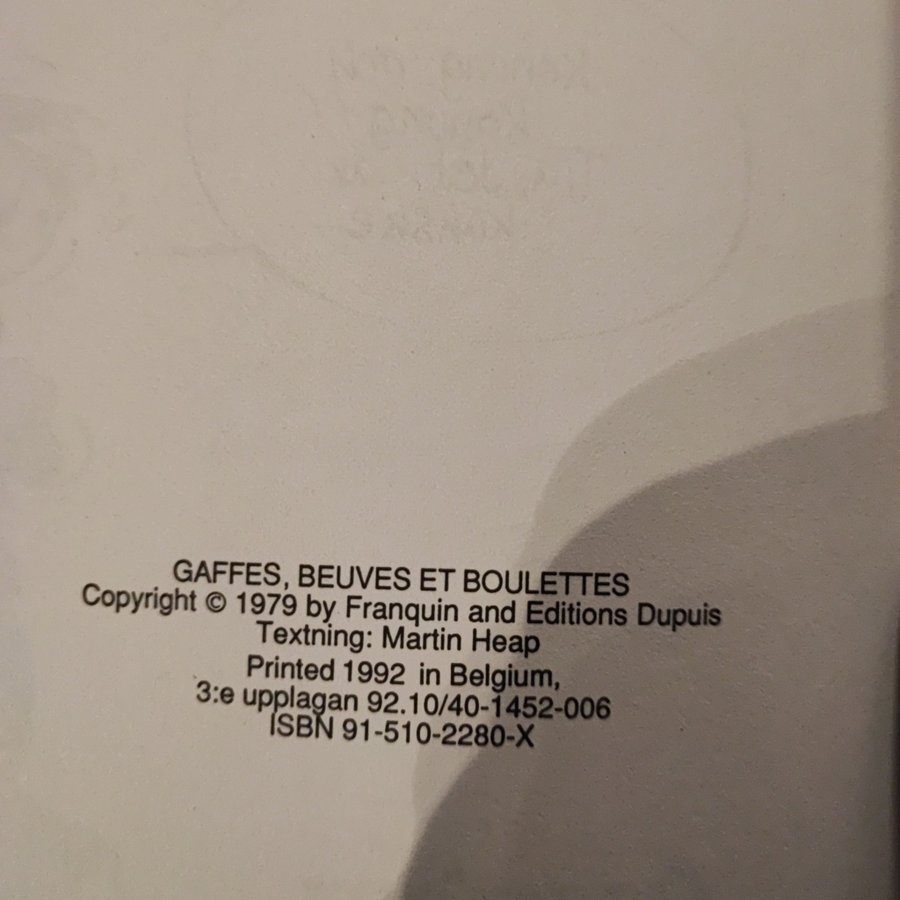 GAFFES, BEUVES ET BOULETTES
Copyright © 1979 by Franquin and Editions Dupuis
Textning: Martin Heap
Printed 1992 in Belgium,
3:e upplagan 92.10/40-1452-006
ISBN 91-510-2280-X